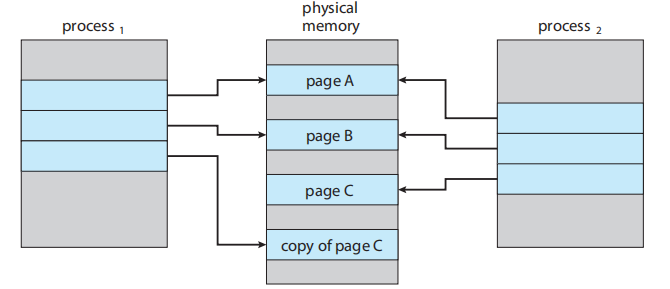 process 1
physical
memory
process 2
page A
page B
page C
copy of page C